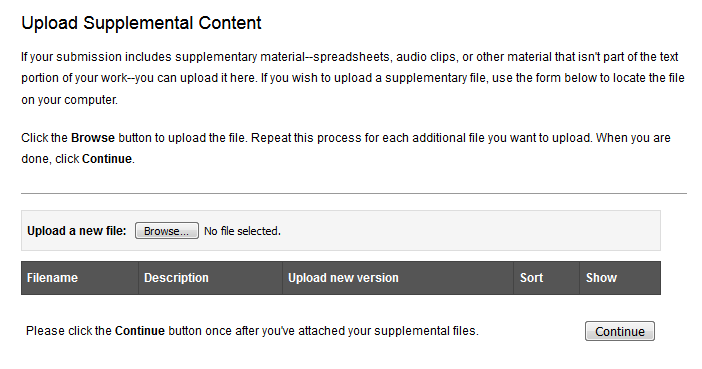 Upload Supplemental Content
If your submission includes supplementary material--spreadsheets, audio clips, or other material that isn't part of the text
portion of your work--you can upload it here. If you wish to upload a supplementary file, use the form below to locate the file
on your computer.
Click the Browse button to upload the file. Repeat this process for each additional file you want to upload. When you are
done, click Continue.
Upload a new file: Browse... No file selected.
Filename Description Upload new version Sort Show
Please click the Continue button once after you've attached your supplemental files. Continue